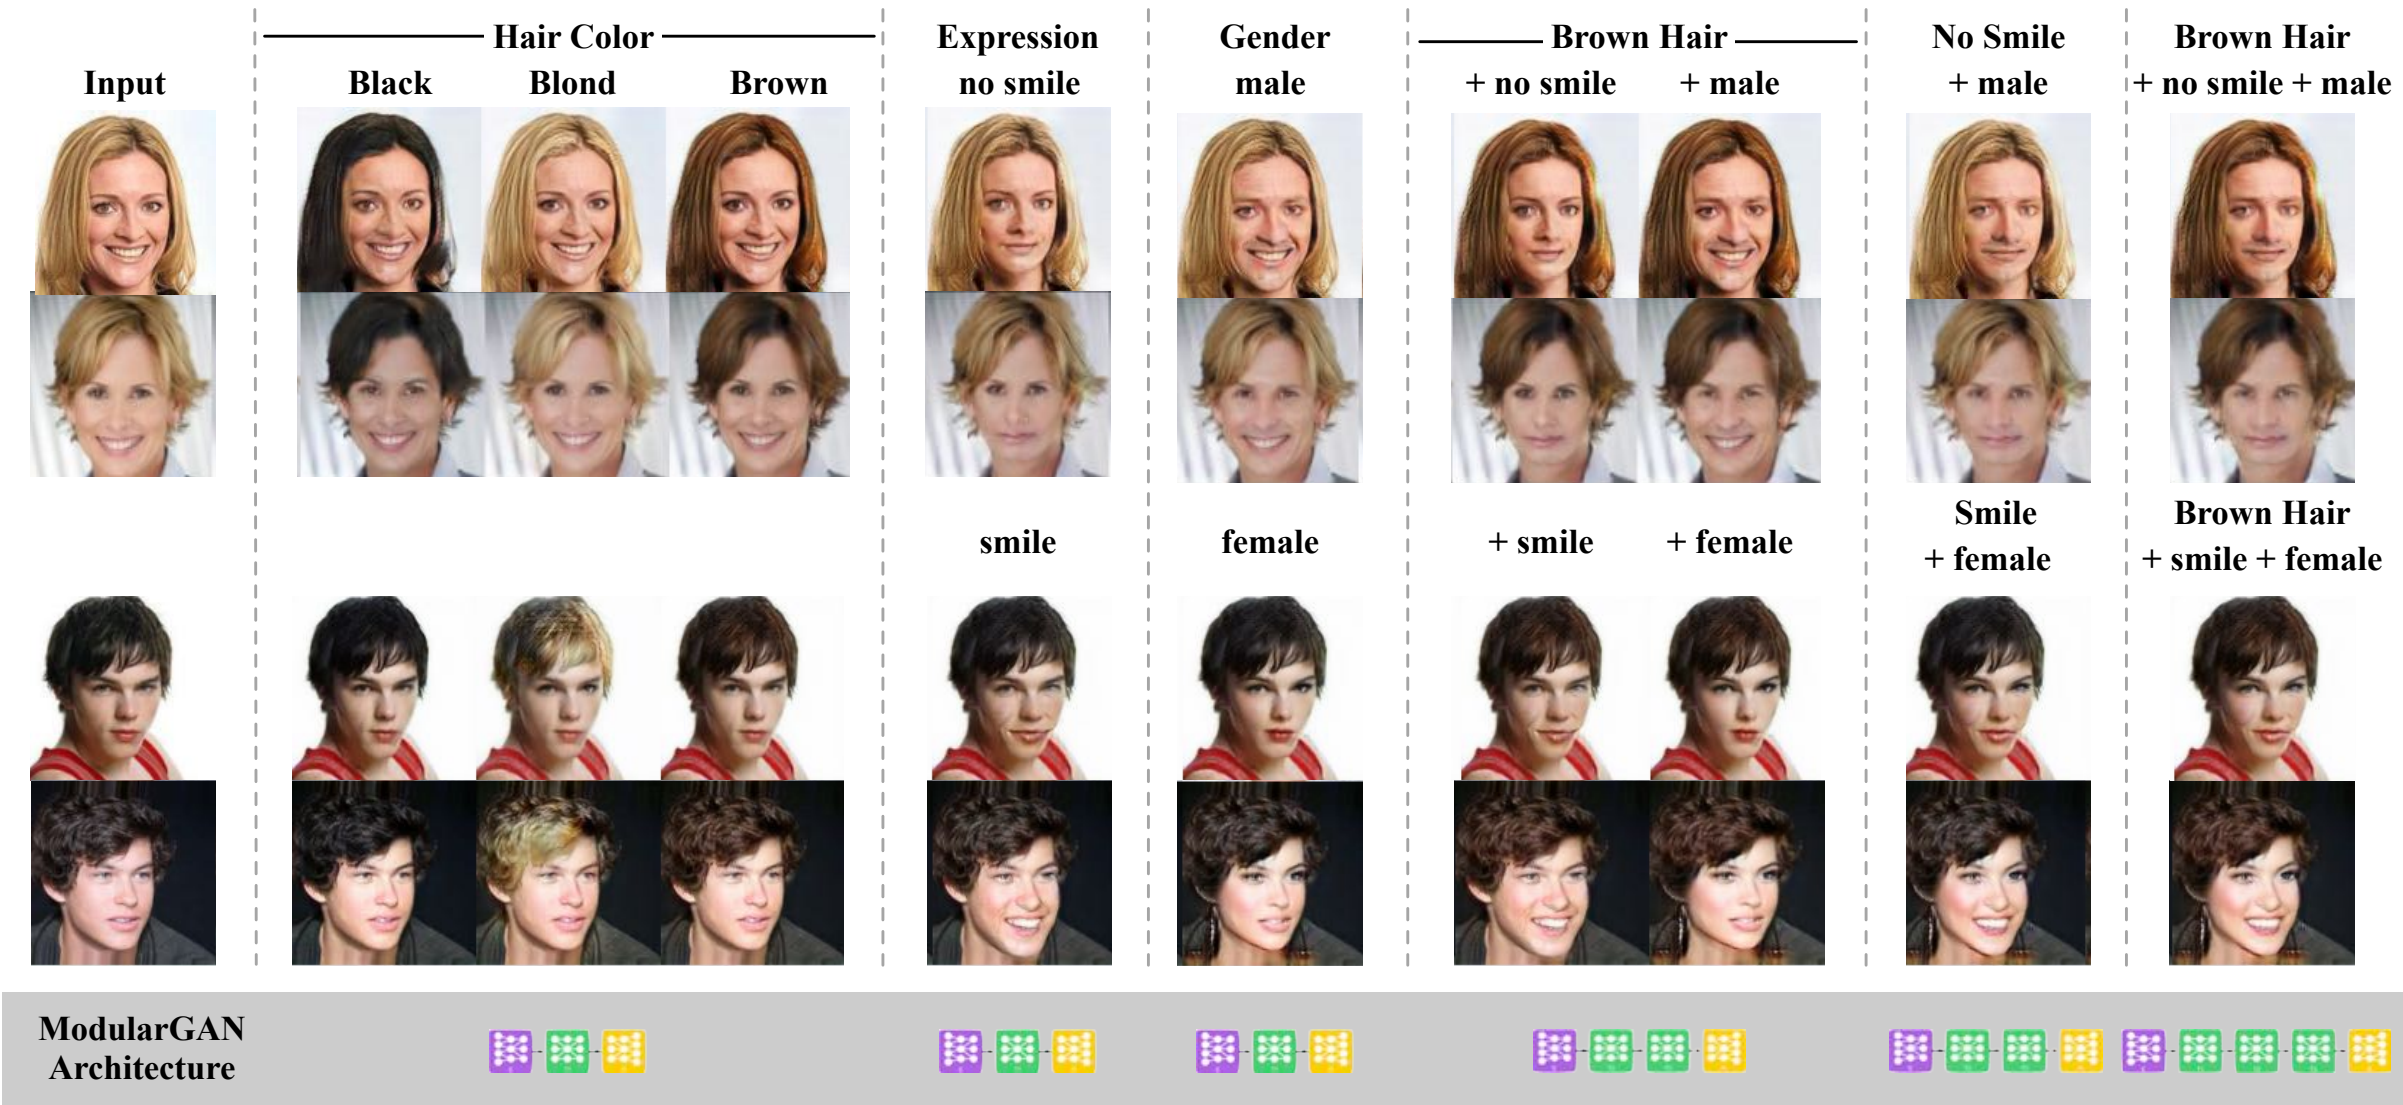 Hair Color
Expression
Gender
Brown Hair
No Smile
Brown Hair
Input
Black
Blond
Brown
no smile
male
+ no smile
+ male
+ male
+ no smile + male
Smile
Brown Hair
smile
female
+ smile
+ female
+ female
+ smile + female
ModularGAN
Architecture